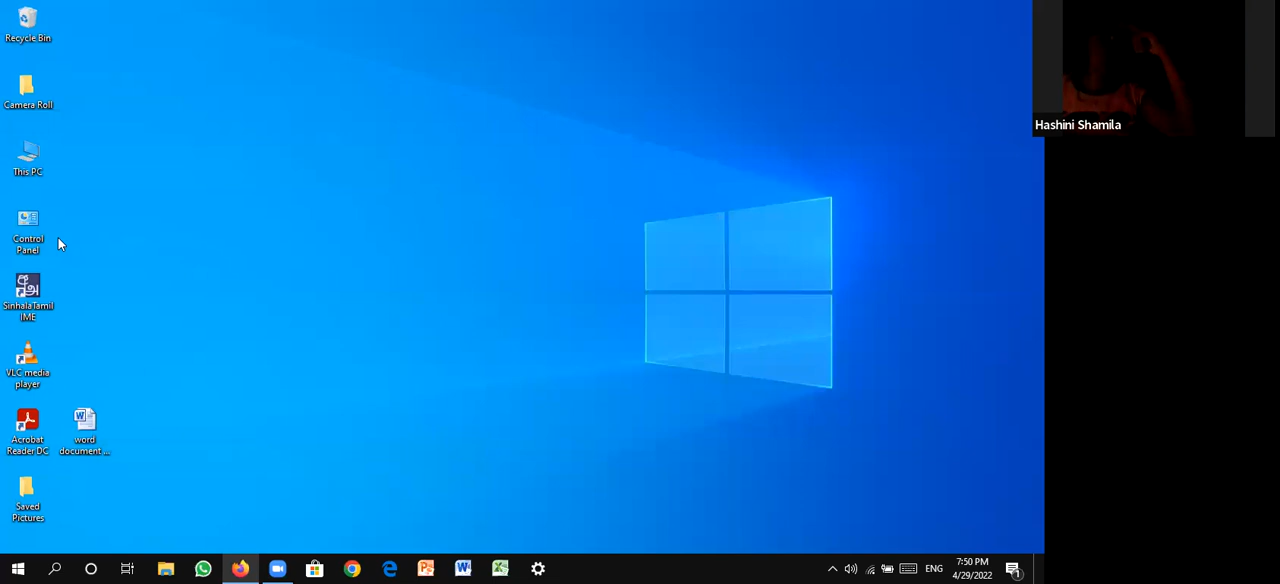 Recycle Bin
Camera Roll
This PC
Control
Panel
SinhalaTamil
IME
VLC media
player
Acrobat
Reader DC
word
document ...
Saved
Pictures
Hashini Shamila
ENG
7:50 PM
4/29/2022
1